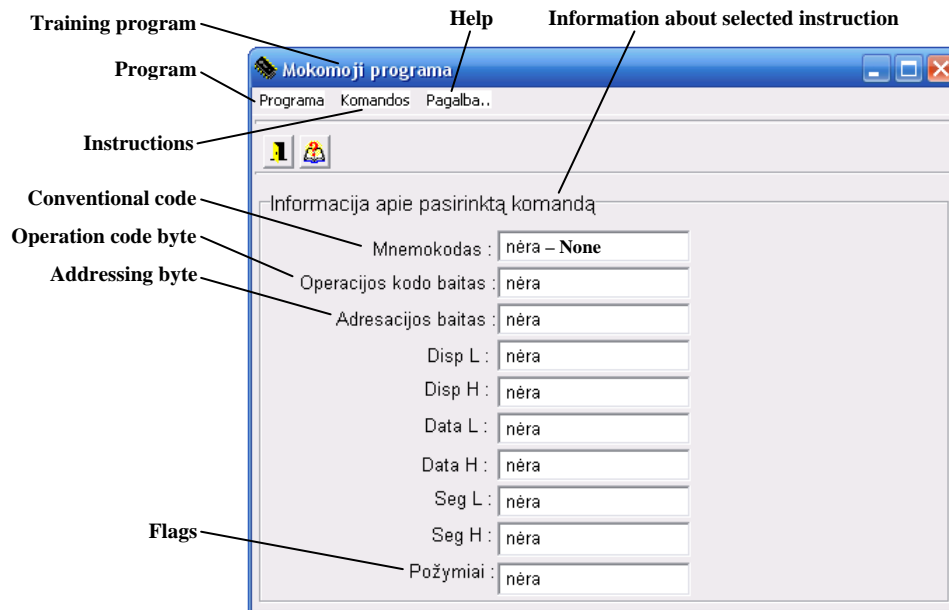 Help Information about selected instruction
Training program
Mokomoji programa
Program
Programa Komandos Pagalba..
Instructions
Conventional code
Informacija apie pasirinktą komandą
Operation code byte
Mnemokodas : nėra – None
Addressing byte
Operacijos kodo baitas : nėra
Adresacijos baitas : nėra
Disp L : nėra
Disp H : nėra
Data L : nėra
Data H : nėra
Seg L : nėra
Seg H : nėra
Flags
Požymiai : nėra